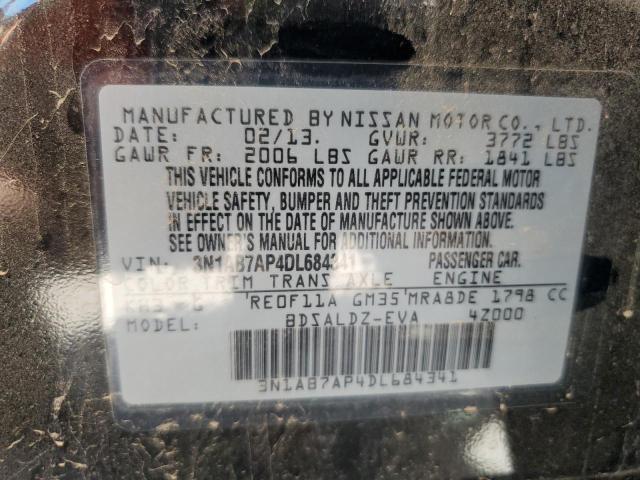 MANUFACTURED BY NISSAN MOTOR CO., LTD.
DATE: 02/13. GVWR: 3772 LBS
GAWR FR: 2006 LBS GAWR RR: 1841 LBS
THIS VEHICLE CONFORMS TO ALL APPLICABLE FEDERAL MOTOR
VEHICLE SAFETY, BUMPER AND THEFT PREVENTION STANDARDS
IN EFFECT ON THE DATE OF MANUFACTURE SHOWN ABOVE.
SEE OWNER'S MANUAL FOR ADDITIONAL INFORMATION.
VIN: 3N1AB7AP4DL684341 PASSENGER CAR.
COLOR TRIM TRANS AXLE ENGINE
KH3 G RE0F11A GM35 MRA8DE 1798 CC
MODEL: BDSALDZ-EVA 4Z000
3N1AB7AP4DL684341